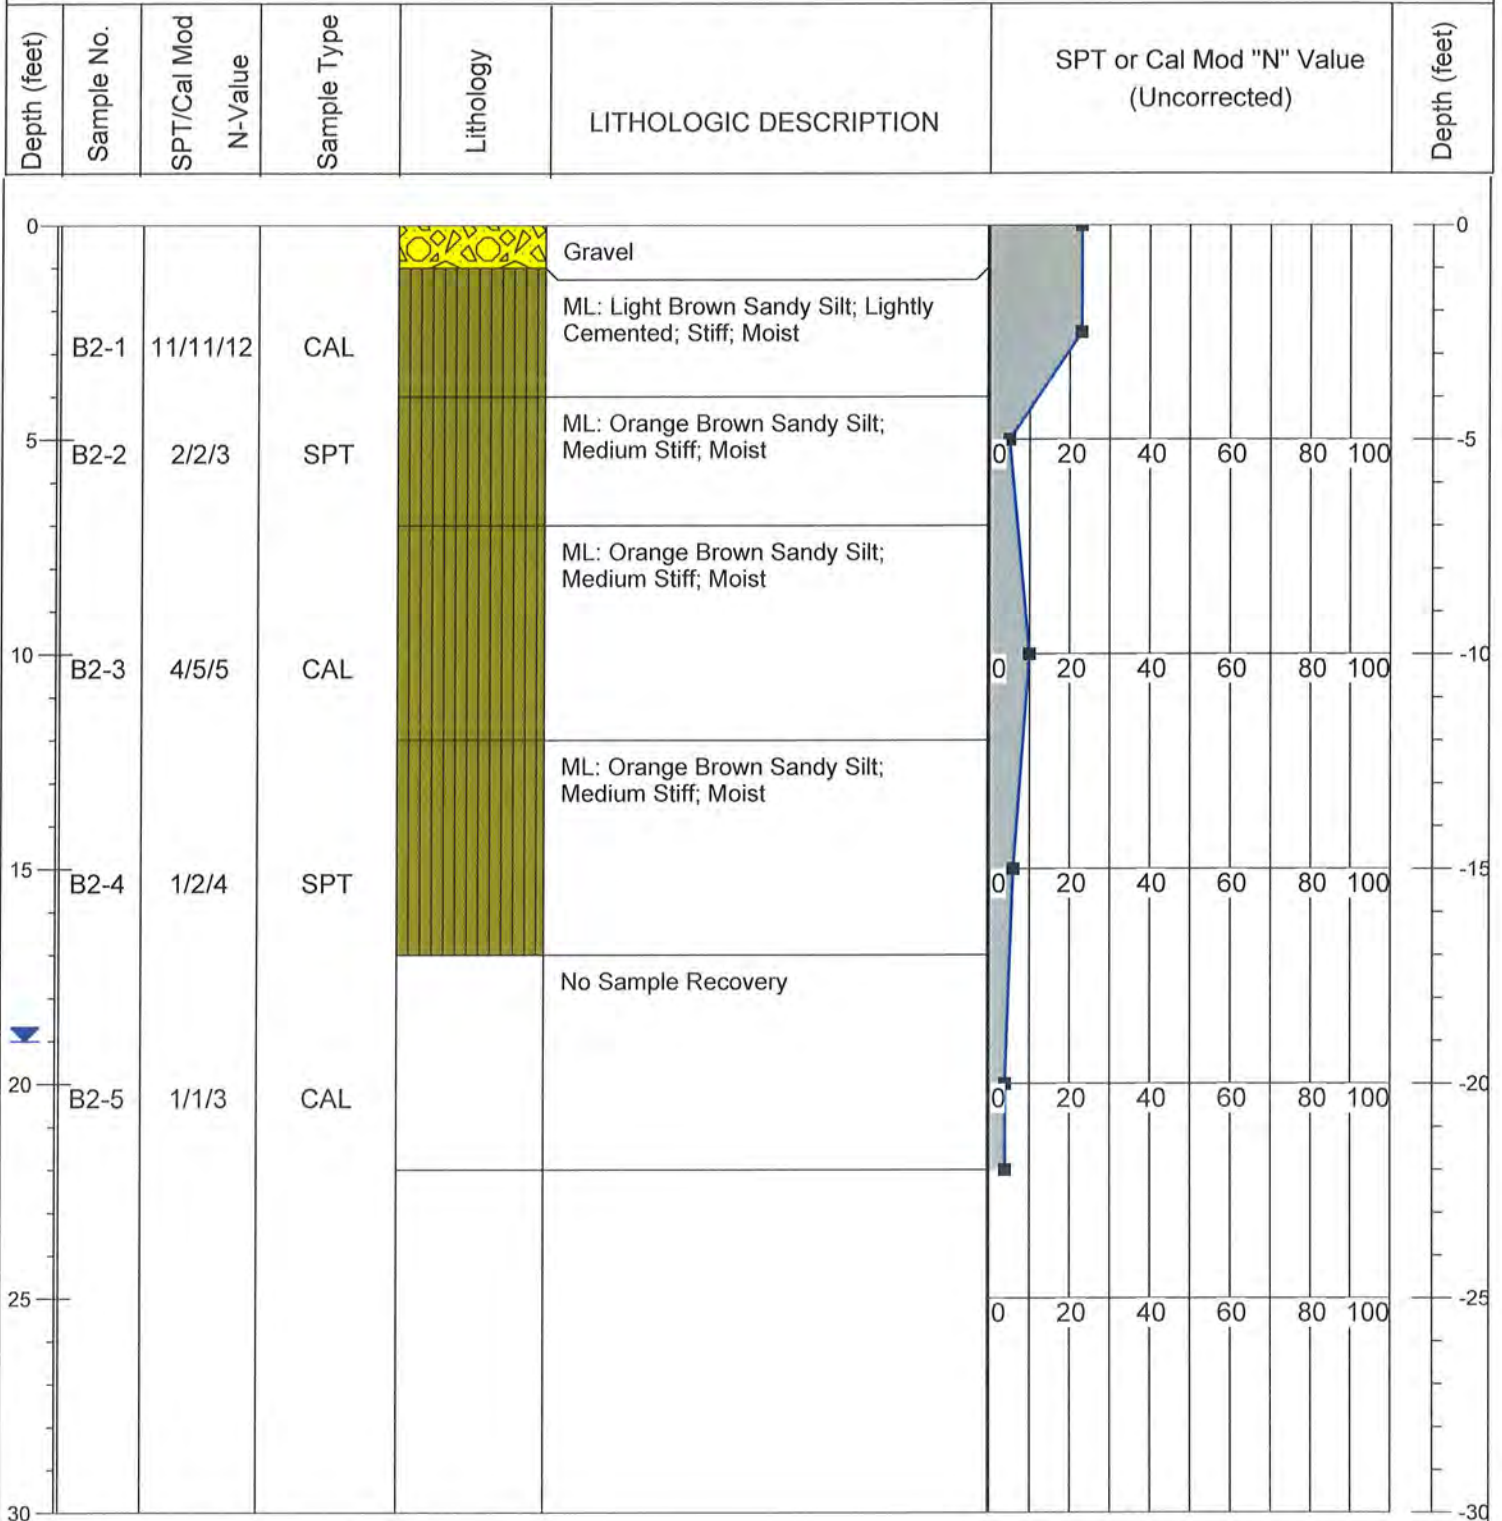 Depth (feet)
Sample No.
SPT/Cal Mod
N-Value
Sample Type
Lithology
LITHOLOGIC DESCRIPTION
SPT or Cal Mod "N" Value
(Uncorrected)
Depth (feet)
0
Gravel
0
ML: Light Brown Sandy Silt; Lightly
Cemented; Stiff; Moist
B2-1 11/11/12 CAL
5
B2-2 2/2/3 SPT
ML: Orange Brown Sandy Silt;
Medium Stiff; Moist
0 20 40 60 80 100
-5
ML: Orange Brown Sandy Silt;
Medium Stiff; Moist
10
B2-3 4/5/5 CAL
0 20 40 60 80 100
-10
ML: Orange Brown Sandy Silt;
Medium Stiff; Moist
15
B2-4 1/2/4 SPT
0 20 40 60 80 100
-15
No Sample Recovery
20
B2-5 1/1/3 CAL
0 20 40 60 80 100
-20
25
0 20 40 60 80 100
-25
30
-30